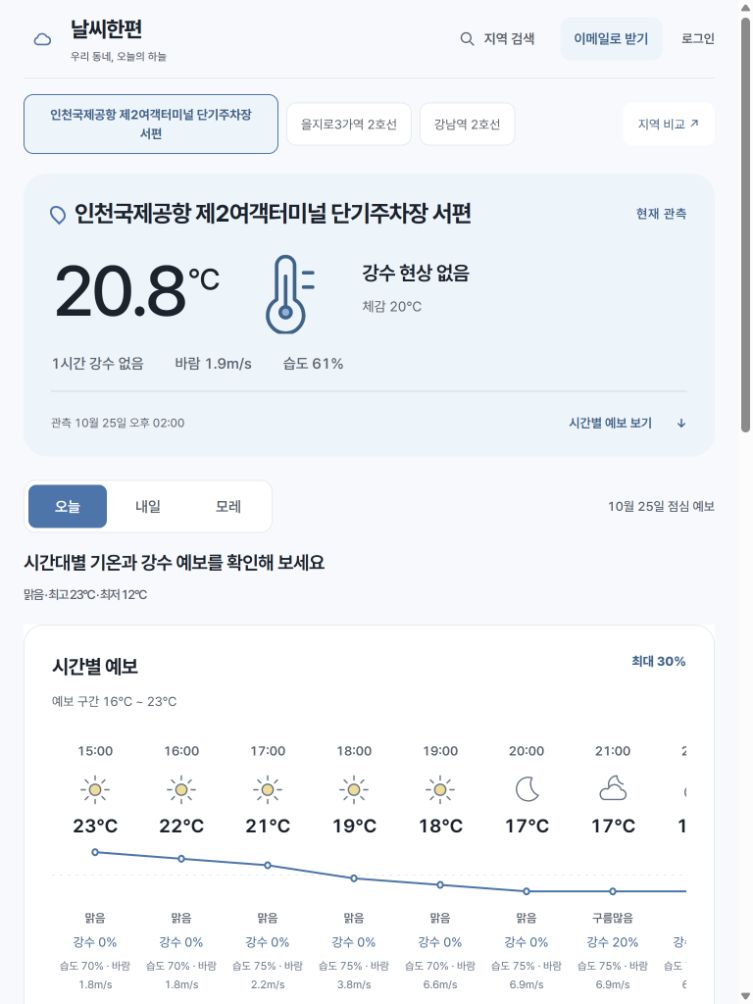 날씨한편
우리 동네, 오늘의 하늘
지역 검색
이메일로 받기
로그인
인천국제공항 제2여객터미널 단기주차장
서편
을지로3가역 2호선
강남역 2호선
지역 비교 ↗
인천국제공항 제2여객터미널 단기주차장 서편
현재 관측
20.8°C
강수 현상 없음
체감 20°C
1시간 강수 없음 바람 1.9m/s 습도 61%
관측 10월 25일 오후 02:00
시간별 예보 보기 ↓
오늘 내일 모레
10월 25일 점심 예보
시간대별 기온과 강수 예보를 확인해 보세요
맑음·최고 23°C·최저 12°C
시간별 예보
최대 30%
예보 구간 16°C ~ 23°C
15:00 16:00 17:00 18:00 19:00 20:00 21:00
23°C 22°C 21°C 19°C 18°C 17°C 17°C
맑음 맑음 맑음 맑음 맑음 맑음 구름많음
강수 0% 강수 0% 강수 0% 강수 0% 강수 0% 강수 0% 강수 20%
습도 70% · 바람 습도 70% · 바람 습도 75% · 바람 습도 75% · 바람 습도 70% · 바람 습도 75% · 바람 습도 75% · 바람 습도
1.8m/s 1.8m/s 2.2m/s 3.8m/s 6.6m/s 6.9m/s 6.9m/s